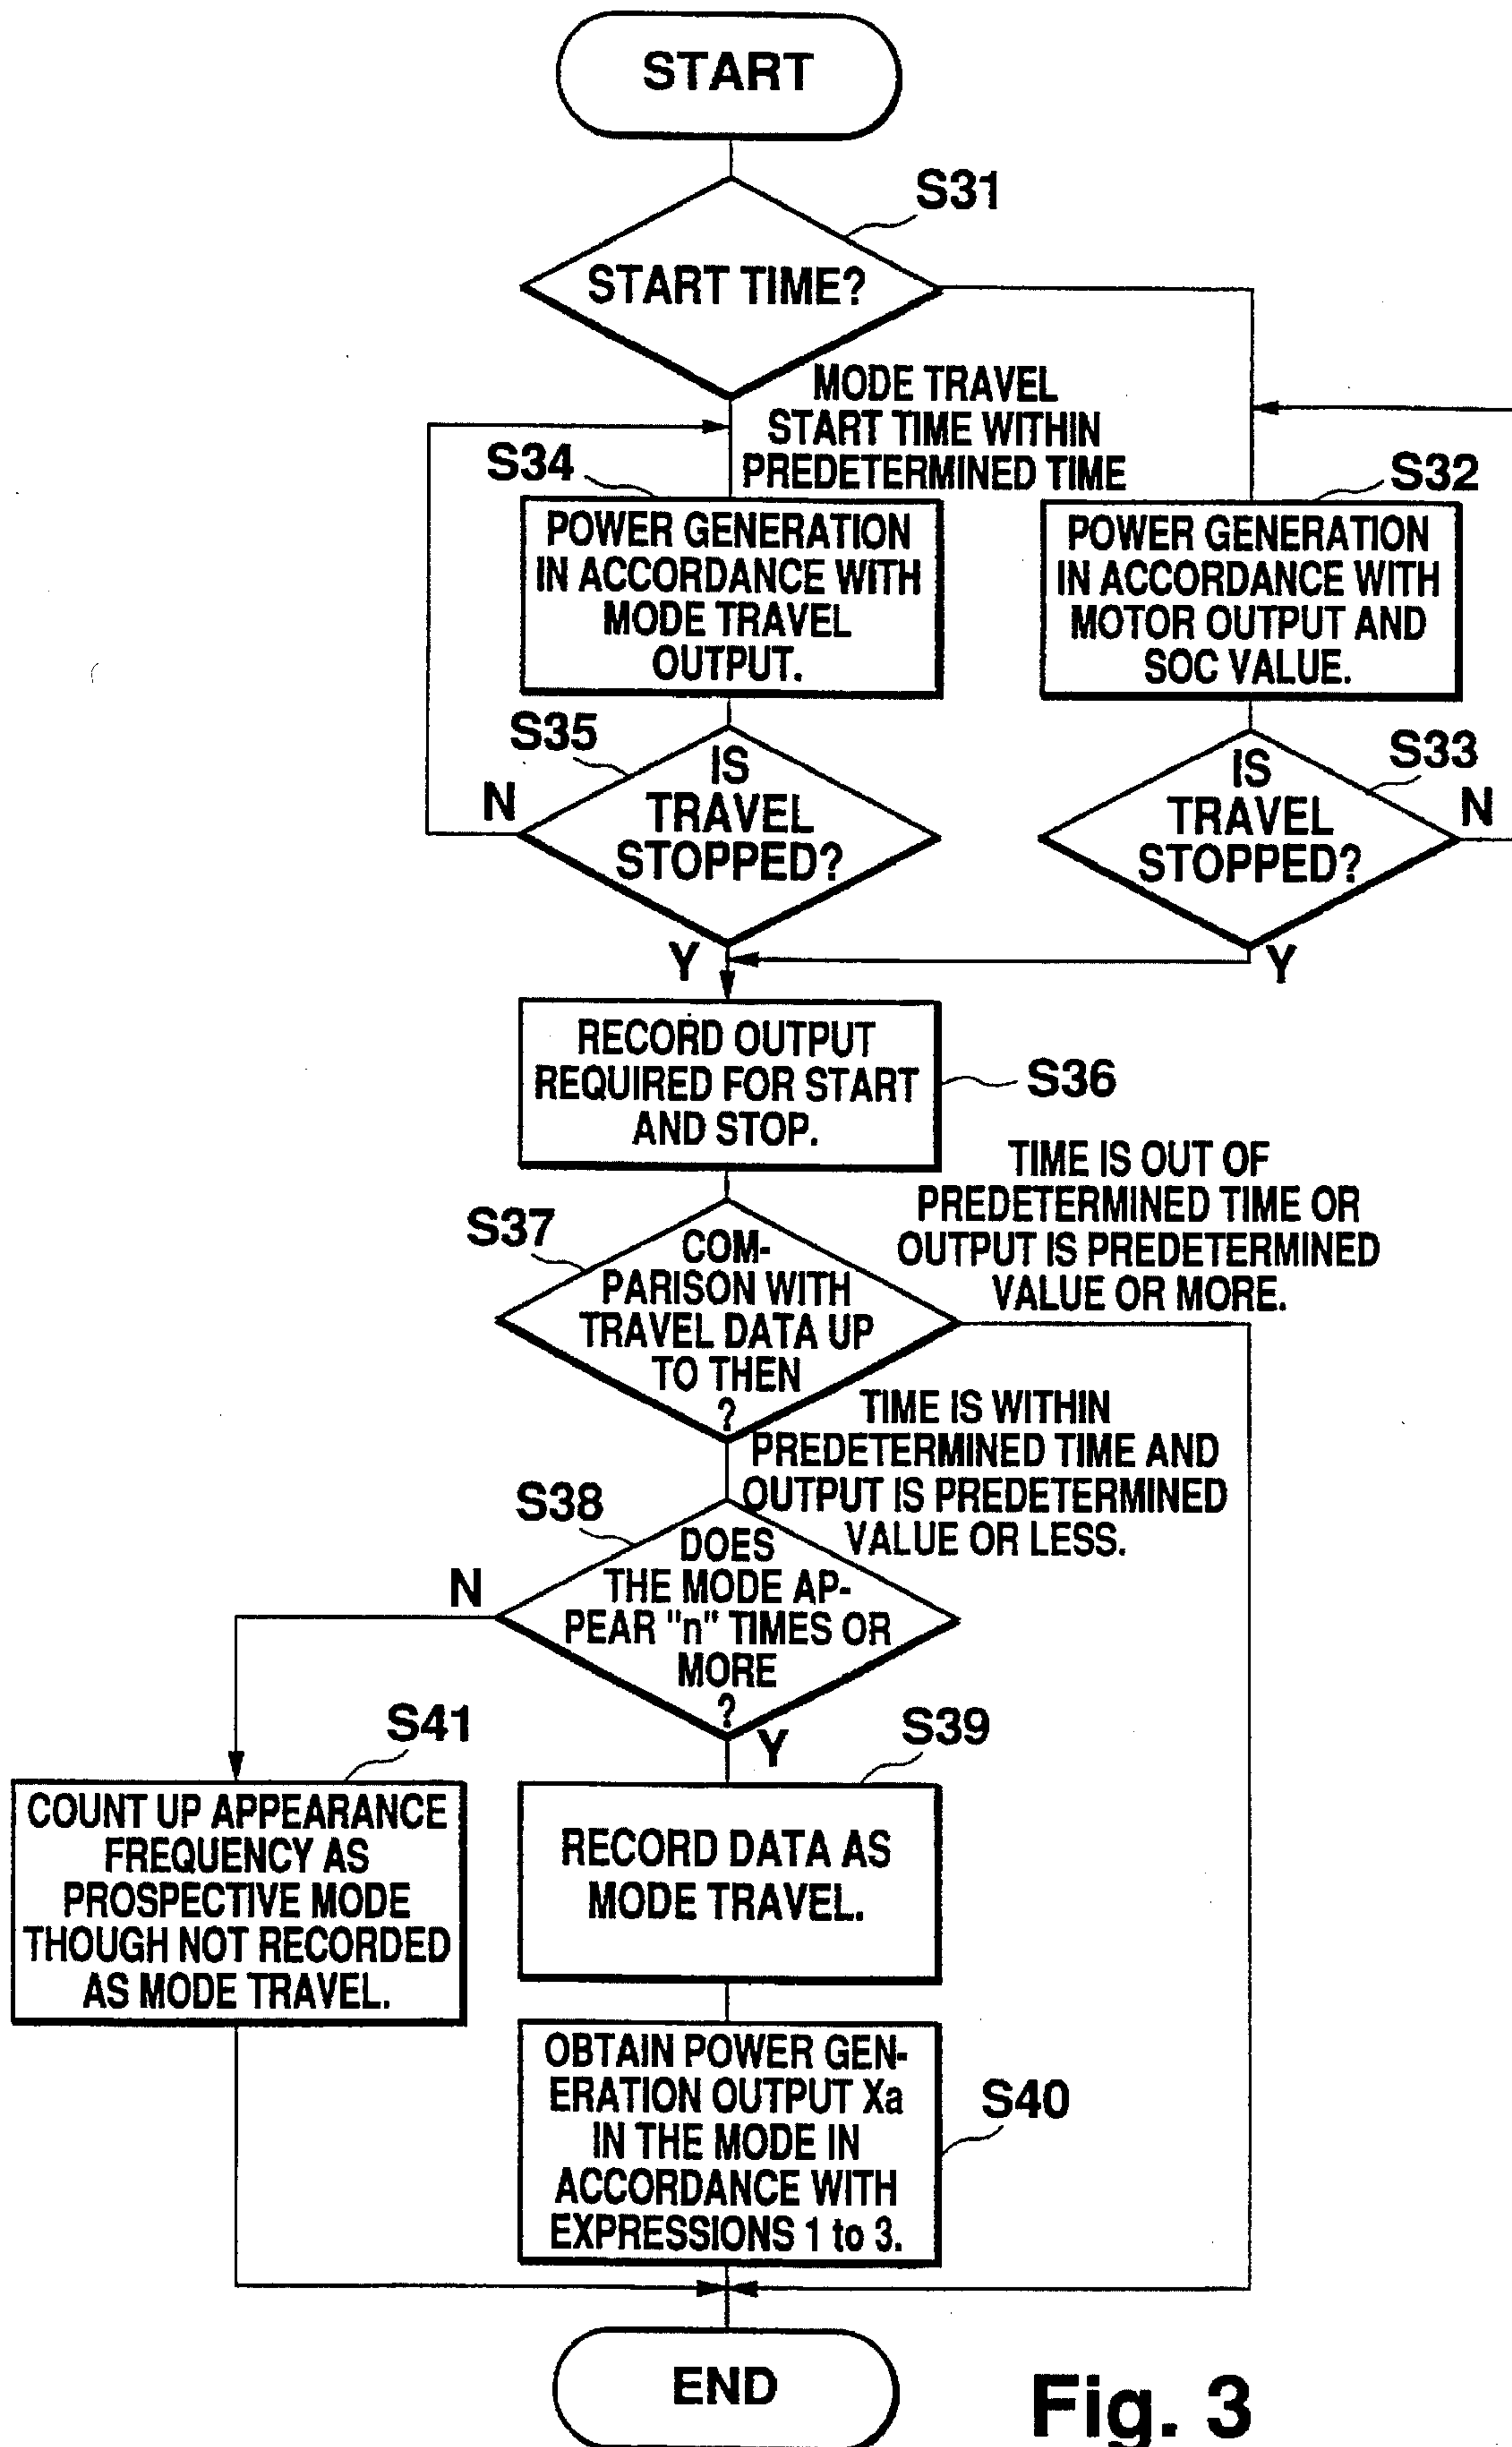 START
S31
START TIME?
MODE TRAVEL
START TIME WITHIN
PREDETERMINED TIME
S34
POWER GENERATION
IN ACCORDANCE WITH
MODE TRAVEL
OUTPUT.
S32
POWER GENERATION
IN ACCORDANCE WITH
MOTOR OUTPUT AND
SOC VALUE.
S35
IS
TRAVEL
STOPPED?
N
Y
S33
IS
TRAVEL
STOPPED?
N
Y
RECORD OUTPUT
REQUIRED FOR START
AND STOP.
S36
S37
COM-
PARISON WITH
TRAVEL DATA UP
TO THEN
?
TIME IS OUT OF
PREDETERMINED TIME OR
OUTPUT IS PREDETERMINED
VALUE OR MORE.
TIME IS WITHIN
PREDETERMINED TIME AND
OUTPUT IS PREDETERMINED
VALUE OR LESS.
S38
DOES
THE MODE AP-
PEAR "n" TIMES OR
MORE
?
N
Y
S41
COUNT UP APPEARANCE
FREQUENCY AS
PROSPECTIVE MODE
THOUGH NOT RECORDED
AS MODE TRAVEL.
S39
RECORD DATA AS
MODE TRAVEL.
OBTAIN POWER GEN-
ERATION OUTPUT Xa
IN THE MODE IN
ACCORDANCE WITH
EXPRESSIONS 1 to 3.
S40
END
Fig. 3